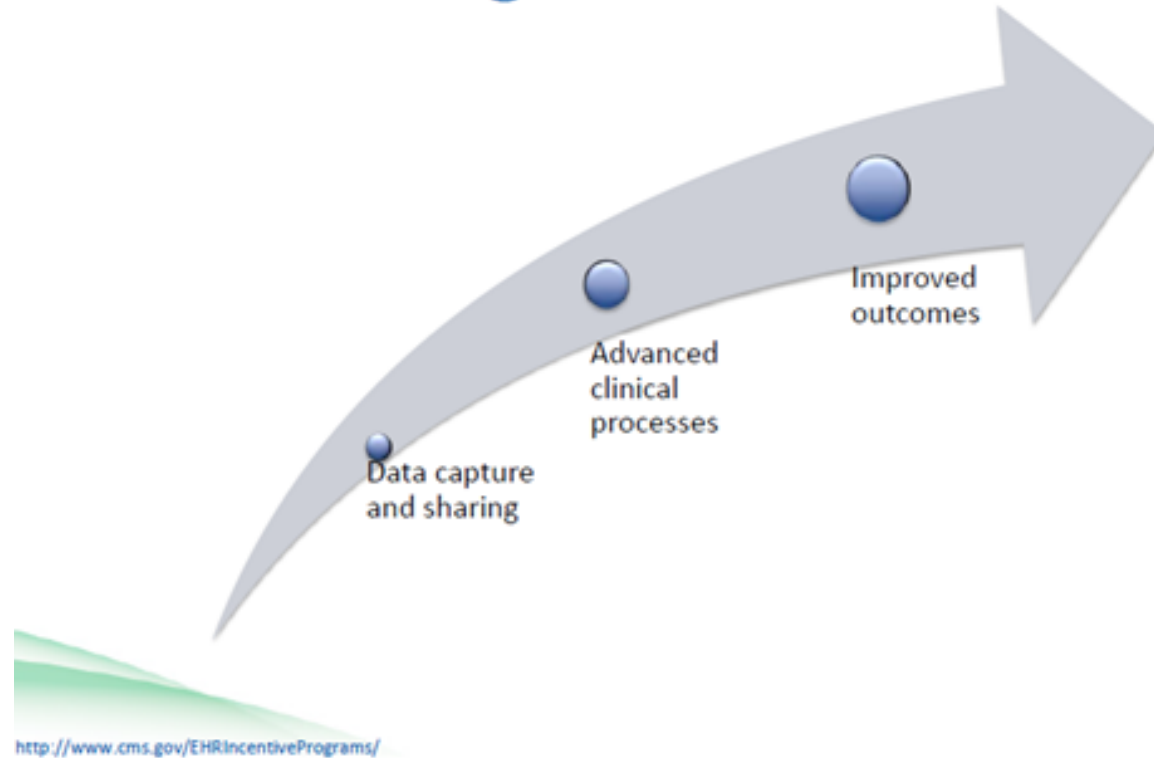 Improved
outcomes
Advanced
clinical
processes
Data capture
and sharing
http://www.cms.gov/EHRIncentivePrograms/